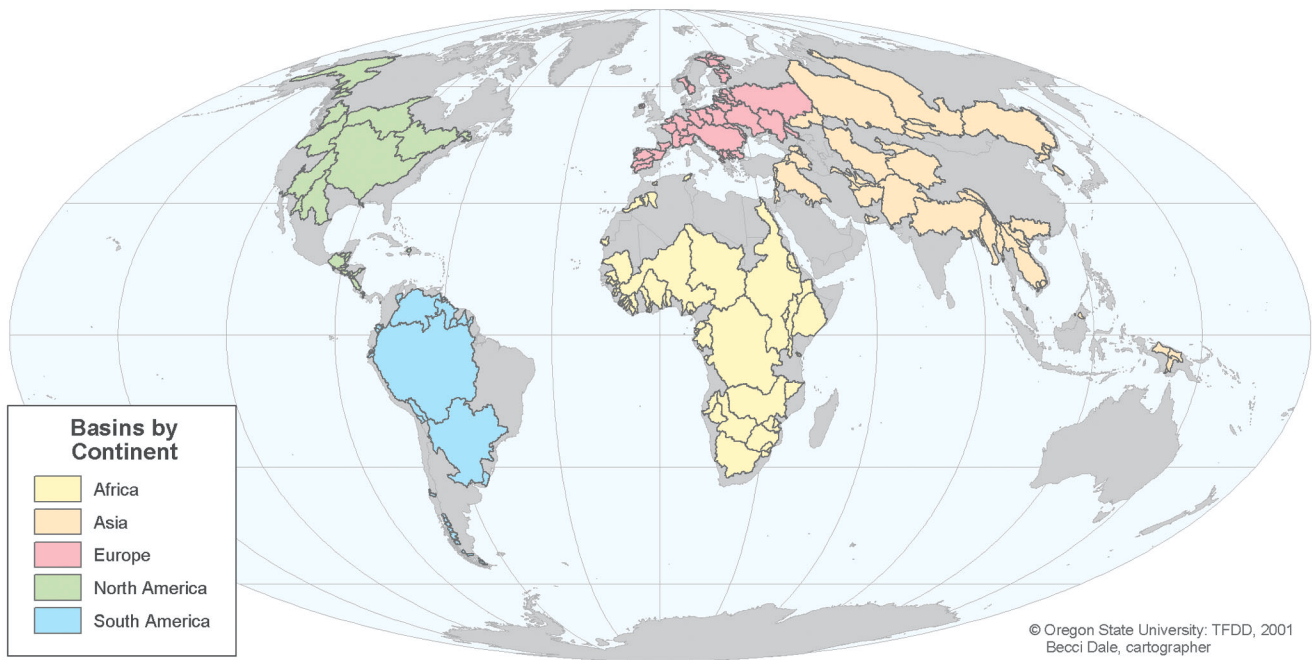 Basins by
Continent
Africa
Asia
Europe
North America
South America
© Oregon State University: TFDD, 2001
Becci Dale, cartographer